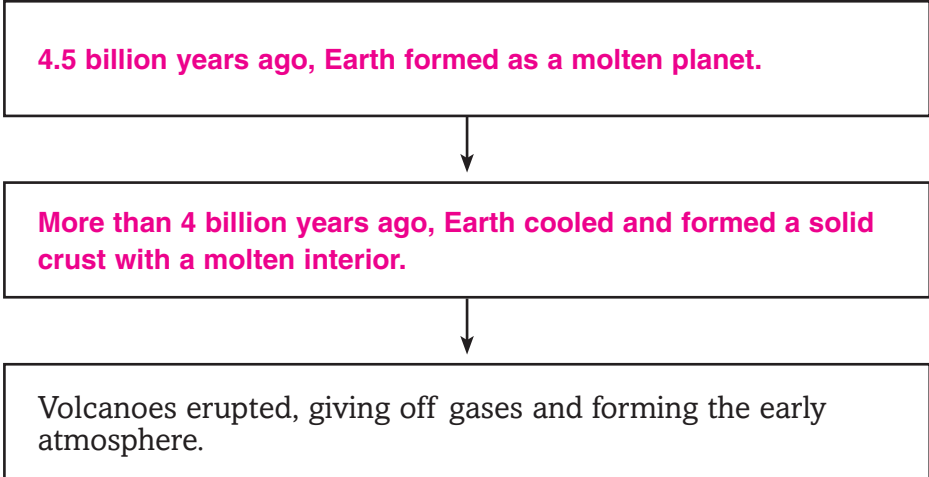 4.5 billion years ago, Earth formed as a molten planet.
More than 4 billion years ago, Earth cooled and formed a solid
crust with a molten interior.
Volcanoes erupted, giving off gases and forming the early
atmosphere.